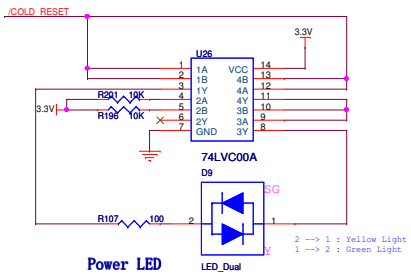 /COLD_RESET
3.3V
U26
1 1A VCC 14
2 1B 4B 13
3 1Y 4A 12
R201 10K 4 2A 4Y 11
3.3V R196 10K 5 2B 3B 10
6 2Y 3A 9
7 GND 3Y 8
74LVC00A
D9
SG
R107 100 2 1
Y
2 --> 1 : Yellow Light
1 --> 2 : Green Light
Power LED LED_Dual